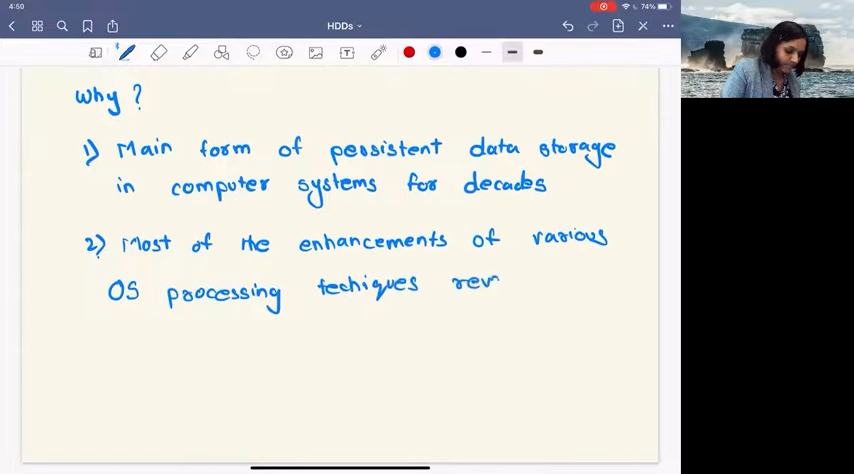 4:50
74%
HDDs
Why?
1) Main form of persistent data storage
in computer systems for decades
2) Most of the enhancements of various
OS processing techiques rev